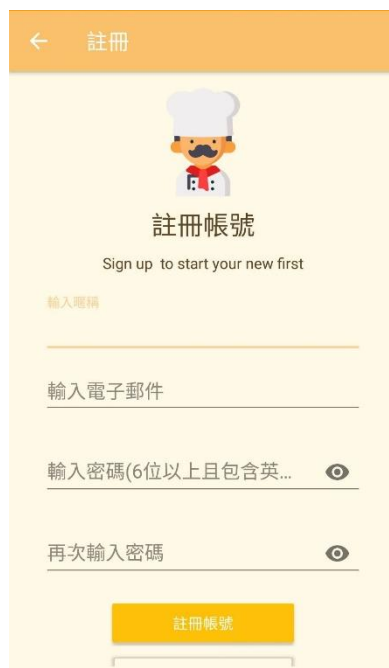 註冊
註冊帳號
Sign up to start your new first
輸入暱稱
輸入電子郵件
輸入密碼(6位以上且包含英...
再次輸入密碼
註冊帳號